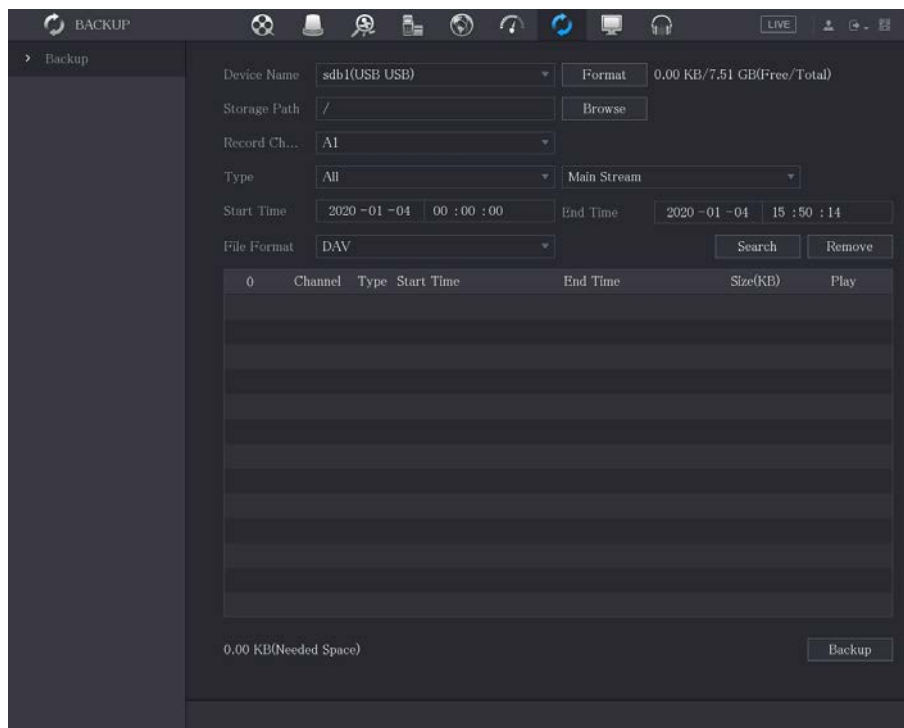 BACKUP LIVE
Backup
Device Name sdb1(USB USB) Format 0.00 KB/7.51 GB(Free/Total)
Storage Path / Browse
Record Ch... A1
Type All Main Stream
Start Time 2020 -01 -04 00 :00 :00 End Time 2020 -01 -04 15 :50 :14
File Format DAV Search Remove
0 Channel Type Start Time End Time Size(KB) Play
0.00 KB(Needed Space) Backup